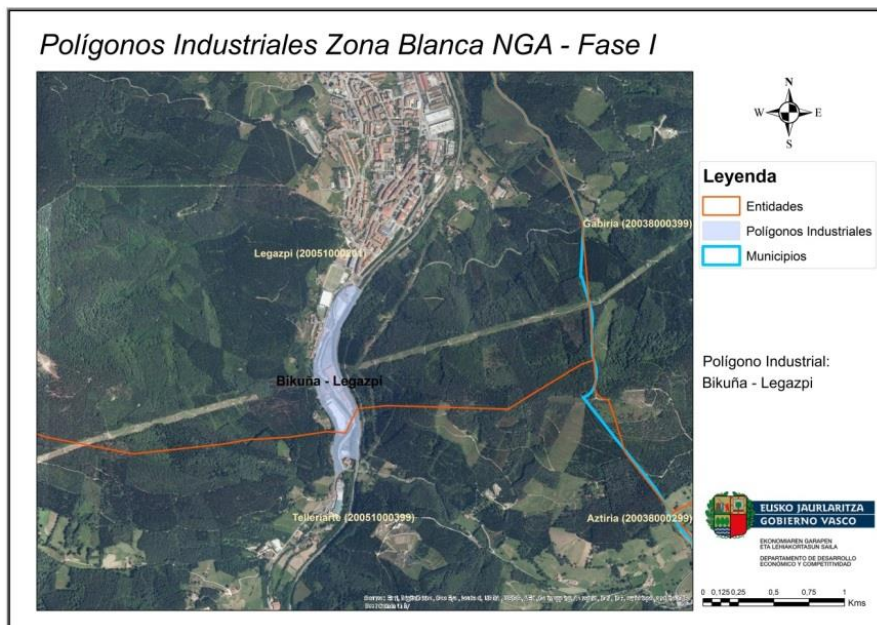 Polígonos Industriales Zona Blanca NGA - Fase I
N
W E
S
Leyenda
Entidades
Polígonos Industriales
Municipios
Gabiria (20038000399)
Legazpi (20051000201)
Polígono Industrial:
Bikuña - Legazpi
Bikuña - Legazpi
Telleriarte (20051000399)
Aztiria (20038000299)
EUSKO JAURLARITZA
GOBIERNO VASCO
EKONOMIAREN GARAPEN
ETA LEHIAKORTASUN SAILA
DEPARTAMENTO DE DESARROLLO
ECONÓMICO Y COMPETITIVIDAD
0 0,125 0,25 0,5 0,75 1
Kms